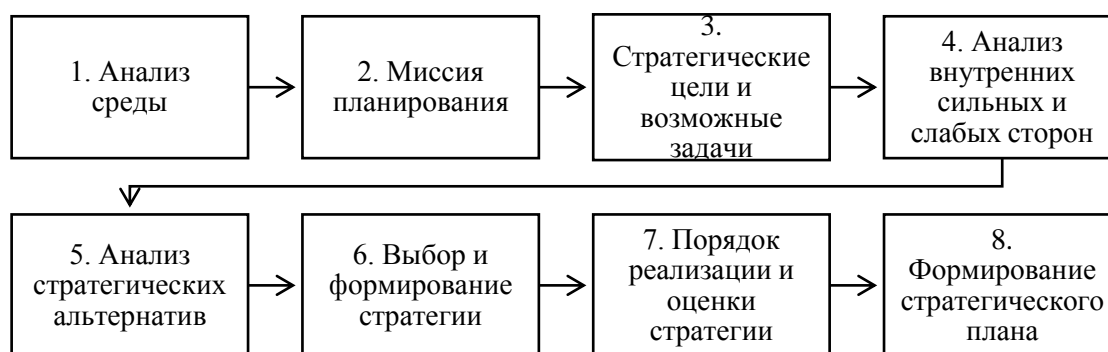 1. Анализ
среды
2. Миссия
планирования
3.
Стратегические
цели и
возможные
задачи
4. Анализ
внутренних
сильных и
слабых сторон
5. Анализ
стратегических
альтернатив
6. Выбор и
формирование
стратегии
7. Порядок
реализации и
оценки
стратегии
8.
Формирование
стратегического
плана